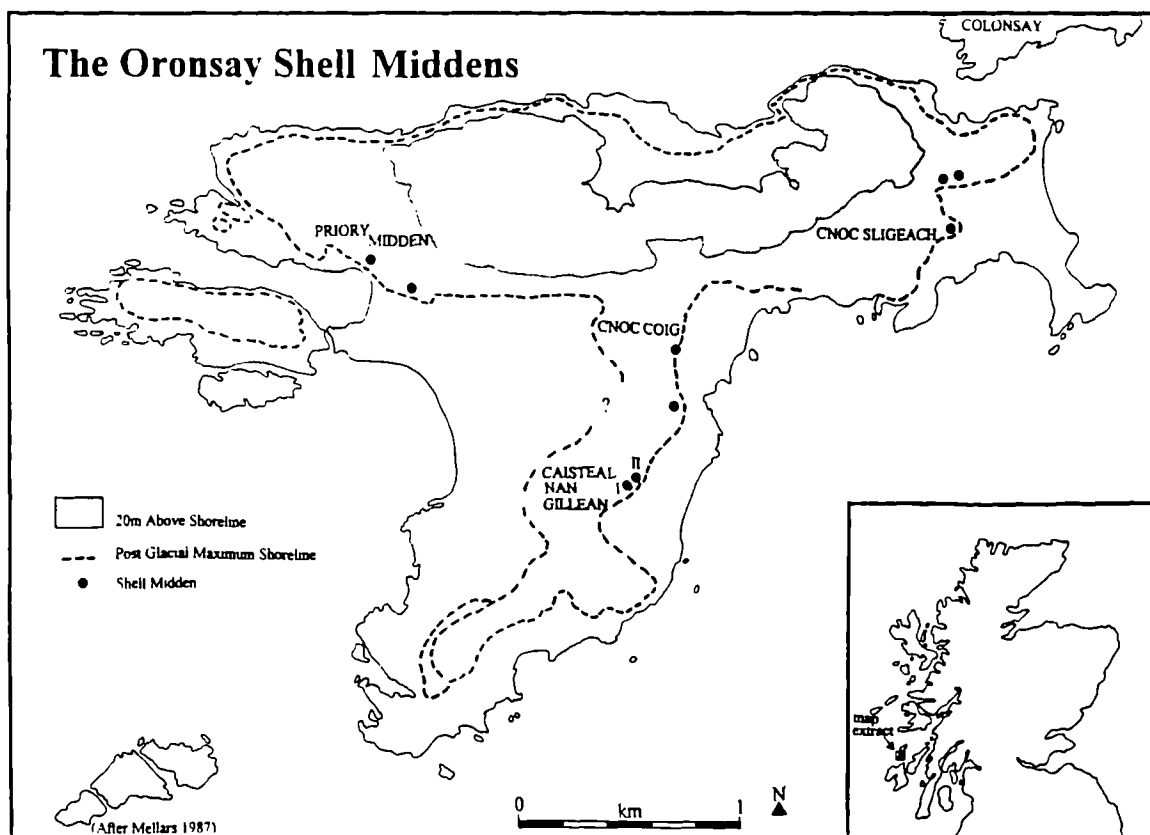 COLONSAY
The Oronsay Shell Middens
PRIORY
MIDDEN
CNOC SLIGEACH
CNOC COIG
?
II
CAISTEAL
I
NAN
GILLEAN
20m Above Shoreline
Post Glacial Maximum Shoreline
Shell Midden
map
extract
0 1
km
N
(After Mellars 1987)